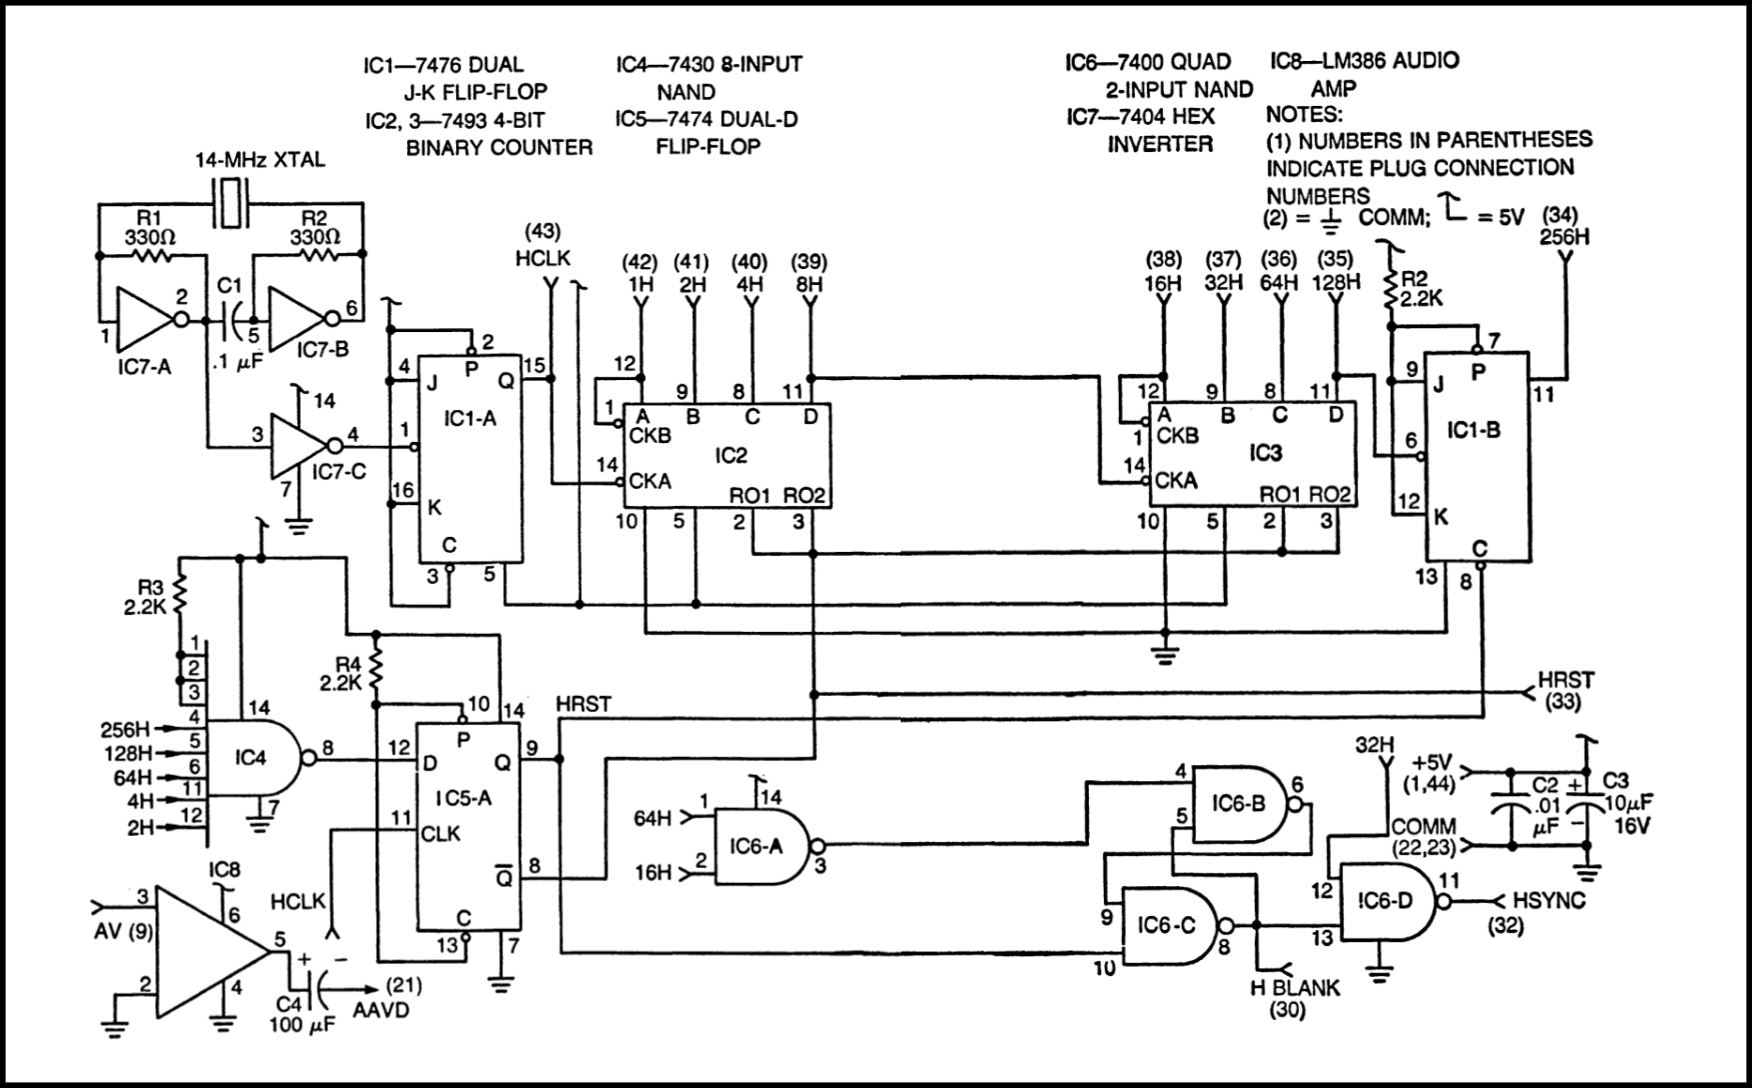 IC1—7476 DUAL
J-K FLIP-FLOP
IC2, 3—7493 4-BIT
BINARY COUNTER
IC4—7430 8-INPUT
NAND
IC5—7474 DUAL-D
FLIP-FLOP
IC6—7400 QUAD
2-INPUT NAND
IC7—7404 HEX
INVERTER
IC8—LM386 AUDIO
AMP
NOTES:
(1) NUMBERS IN PARENTHESES
INDICATE PLUG CONNECTION
NUMBERS
(2) = COMM; = 5V
14-MHz XTAL
R1
330Ω
R2
330Ω
C1
.1 μF
1
2
5
6
IC7-A
IC7-B
14
3
4
IC7-C
7
(43)
HCLK
2
P
4
J
Q
15
IC1-A
1
16
K
C
3
5
(42)
1H
(41)
2H
(40)
4H
(39)
8H
12
9
8
11
1
A
B
C
D
CKB
IC2
14
CKA
RO1
RO2
10
5
2
3
(38)
16H
(37)
32H
(36)
64H
(35)
128H
12
9
8
11
A
B
C
D
1
CKB
IC3
14
CKA
RO1
RO2
10
5
2
3
R2
2.2K
(34)
256H
7
P
9
J
11
IC1-B
6
12
K
C
13
8
R3
2.2K
1
2
3
4
5
6
11
12
256H
128H
64H
4H
2H
14
IC4
8
7
R4
2.2K
10
14
P
12
D
Q
9
HRST
IC5-A
11
CLK
Q
8
C
13
7
HCLK
HRST
(33)
IC8
3
AV (9)
6
5
2
4
+
−
C4
100 μF
(21)
AAVD
64H
1
16H
2
14
IC6-A
3
4
5
IC6-B
6
9
10
IC6-C
8
H BLANK
(30)
32H
12
13
IC6-D
11
HSYNC
(32)
+5V
(1,44)
COMM
(22,23)
C2
.01
μF
+
−
C3
10μF
16V